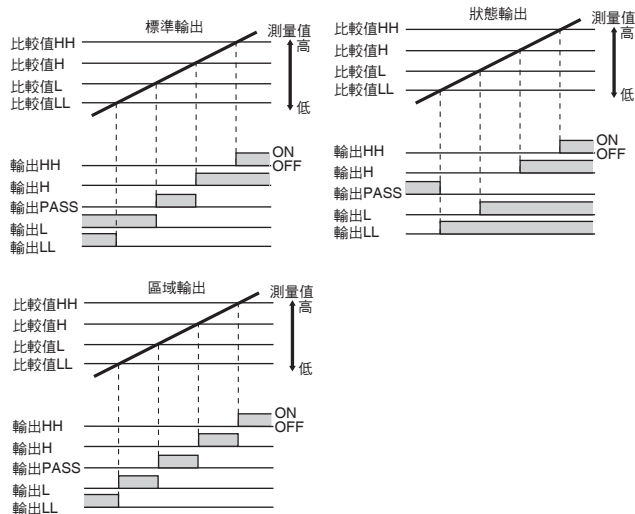 標準輸出
測量值
高
比較值HH
比較值H
比較值L
比較值LL
低
ON
OFF
輸出HH
輸出H
輸出PASS
輸出L
輸出LL
狀態輸出
測量值
高
比較值HH
比較值H
比較值L
比較值LL
低
ON
OFF
輸出HH
輸出H
輸出PASS
輸出L
輸出LL
區域輸出
測量值
高
比較值HH
比較值H
比較值L
比較值LL
低
ON
OFF
輸出HH
輸出H
輸出PASS
輸出L
輸出LL